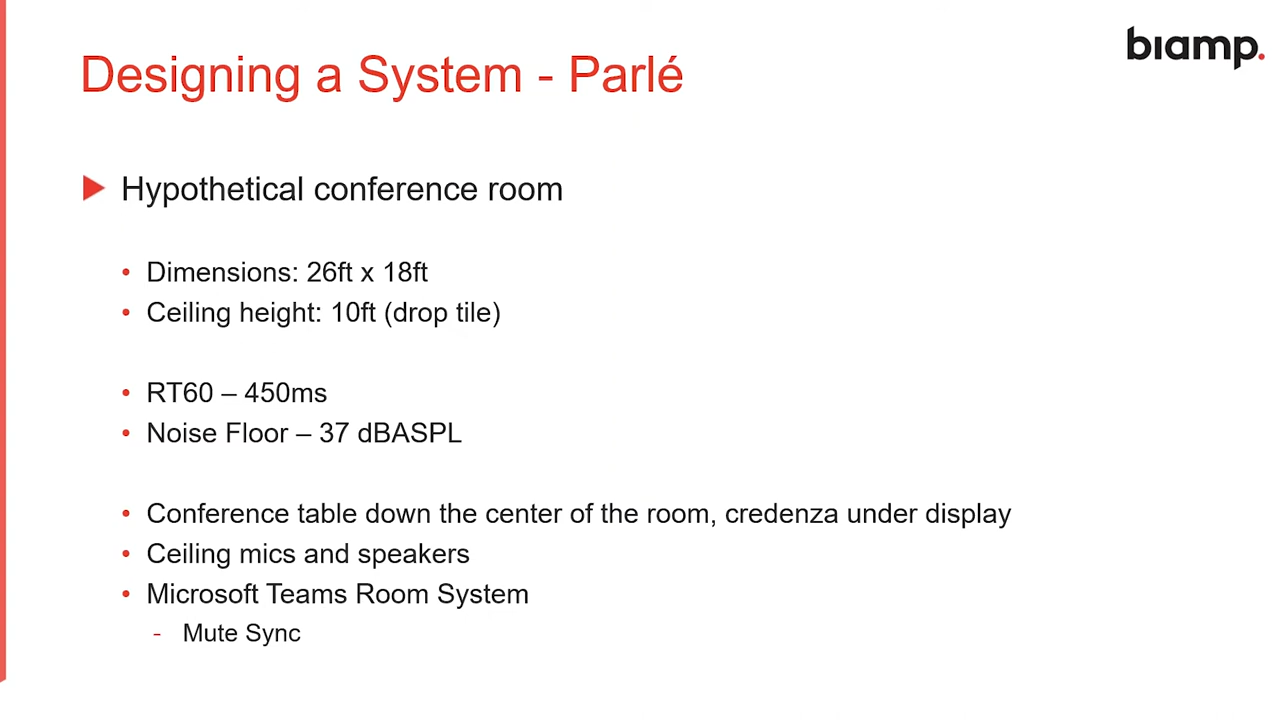 biamp.
Designing a System - Parlé
Hypothetical conference room
• Dimensions: 26ft x 18ft
• Ceiling height: 10ft (drop tile)
• RT60 – 450ms
• Noise Floor – 37 dBASPL
• Conference table down the center of the room, credenza under display
• Ceiling mics and speakers
• Microsoft Teams Room System
- Mute Sync